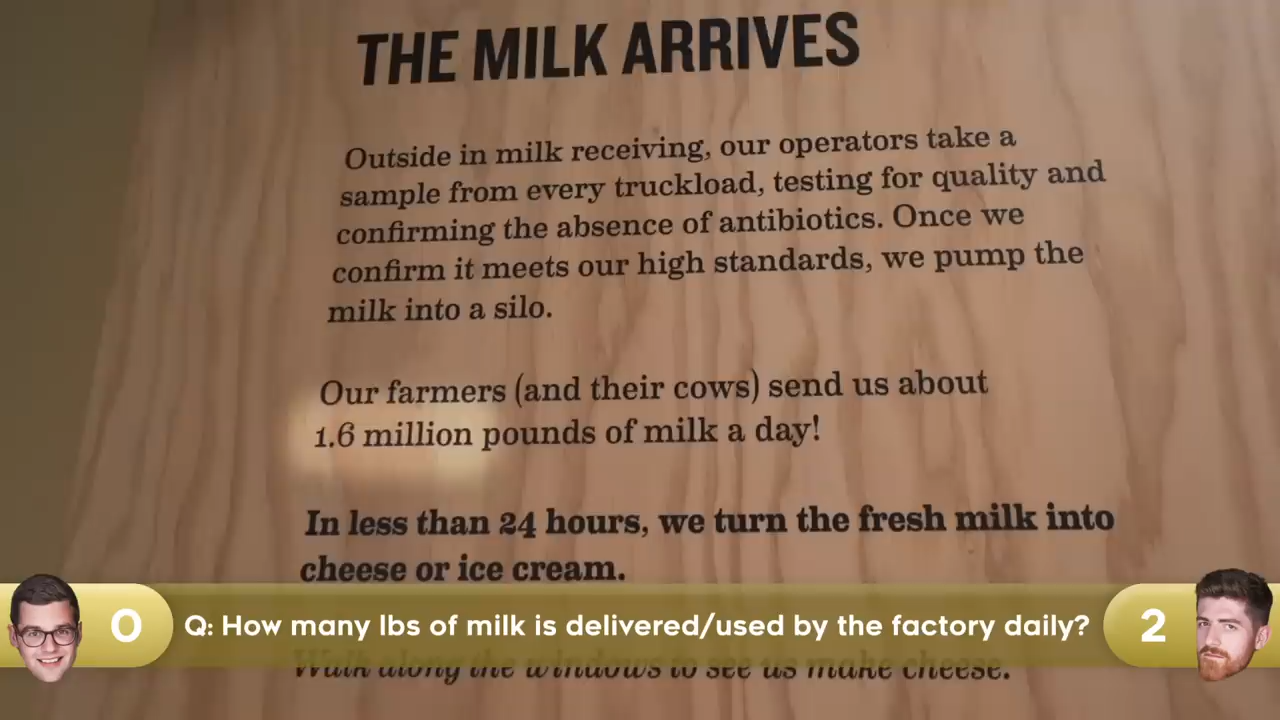 THE MILK ARRIVES
Outside in milk receiving, our operators take a
sample from every truckload, testing for quality and
confirming the absence of antibiotics. Once we
confirm it meets our high standards, we pump the
milk into a silo.
Our farmers (and their cows) send us about
1.6 million pounds of milk a day!
In less than 24 hours, we turn the fresh milk into
cheese or ice cream.
0
Q: How many lbs of milk is delivered/used by the factory daily?
2
Walk along the windows to see us make cheese.